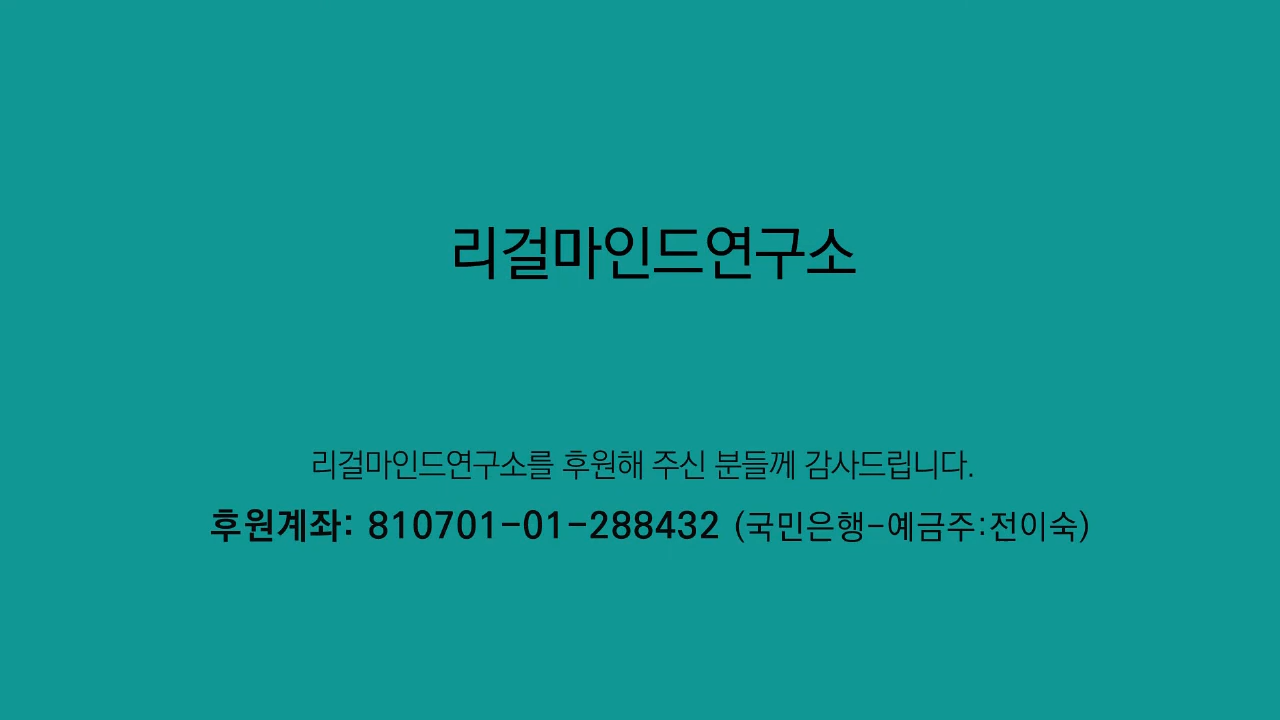 리걸마인드연구소
리걸마인드연구소를 후원해 주신 분들께 감사드립니다.
후원계좌: 810701-01-288432 (국민은행-예금주:전이숙)